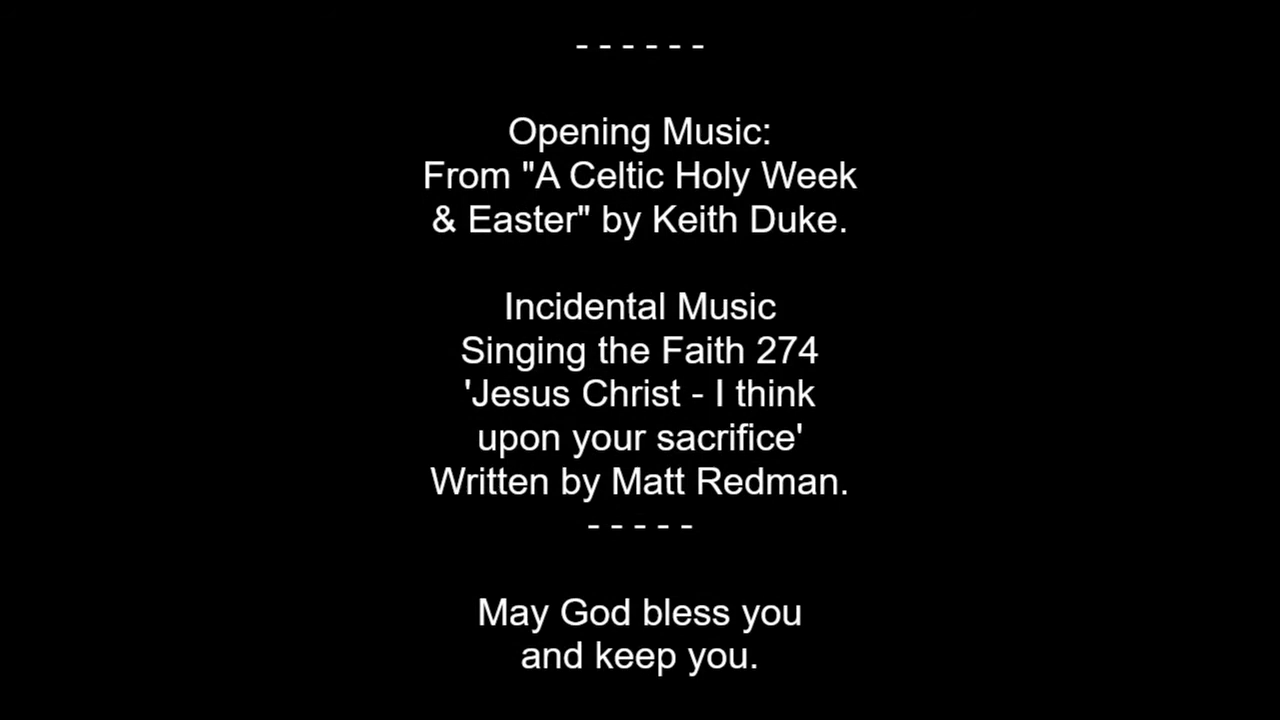 - - - - - -
Opening Music:
From "A Celtic Holy Week
& Easter" by Keith Duke.
Incidental Music
Singing the Faith 274
'Jesus Christ - I think
upon your sacrifice'
Written by Matt Redman.
- - - - -
May God bless you
and keep you.